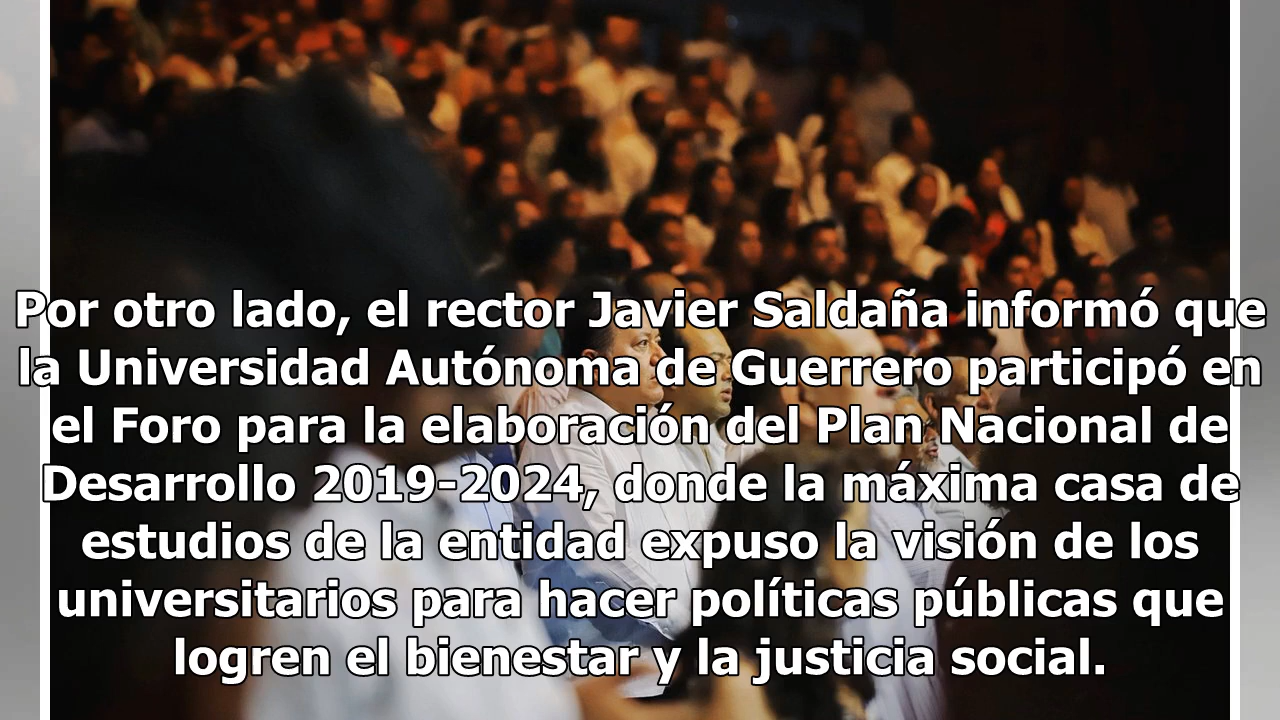 Por otro lado, el rector Javier Saldaña informó que
la Universidad Autónoma de Guerrero participó en
el Foro para la elaboración del Plan Nacional de
Desarrollo 2019-2024, donde la máxima casa de
estudios de la entidad expuso la visión de los
universitarios para hacer políticas públicas que
logren el bienestar y la justicia social.